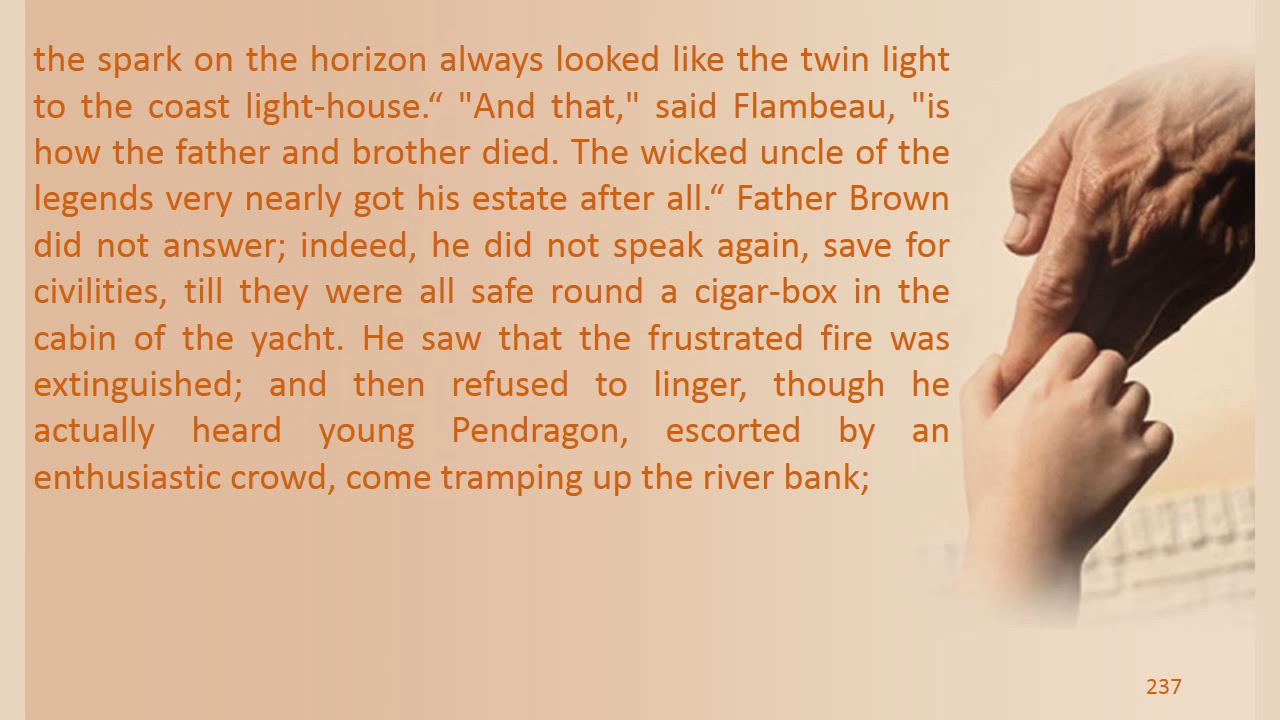 the spark on the horizon always looked like the twin light
to the coast light-house.“ "And that," said Flambeau, "is
how the father and brother died. The wicked uncle of the
legends very nearly got his estate after all.“ Father Brown
did not answer; indeed, he did not speak again, save for
civilities, till they were all safe round a cigar-box in the
cabin of the yacht. He saw that the frustrated fire was
extinguished; and then refused to linger, though he
actually heard young Pendragon, escorted by an
enthusiastic crowd, come tramping up the river bank;
237